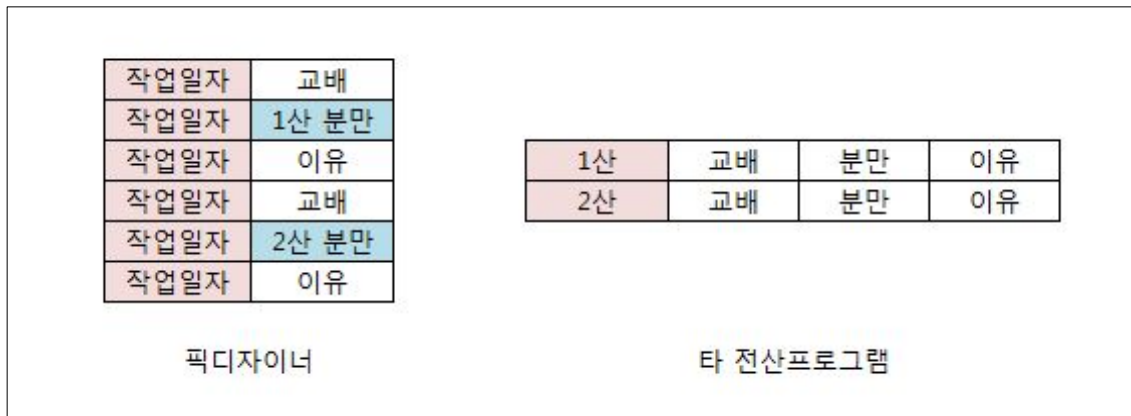 작업일자 교배
작업일자 1산 분만
작업일자 이유
작업일자 교배
작업일자 2산 분만
작업일자 이유
픽디자이너
1산 교배 분만 이유
2산 교배 분만 이유
타 전산프로그램